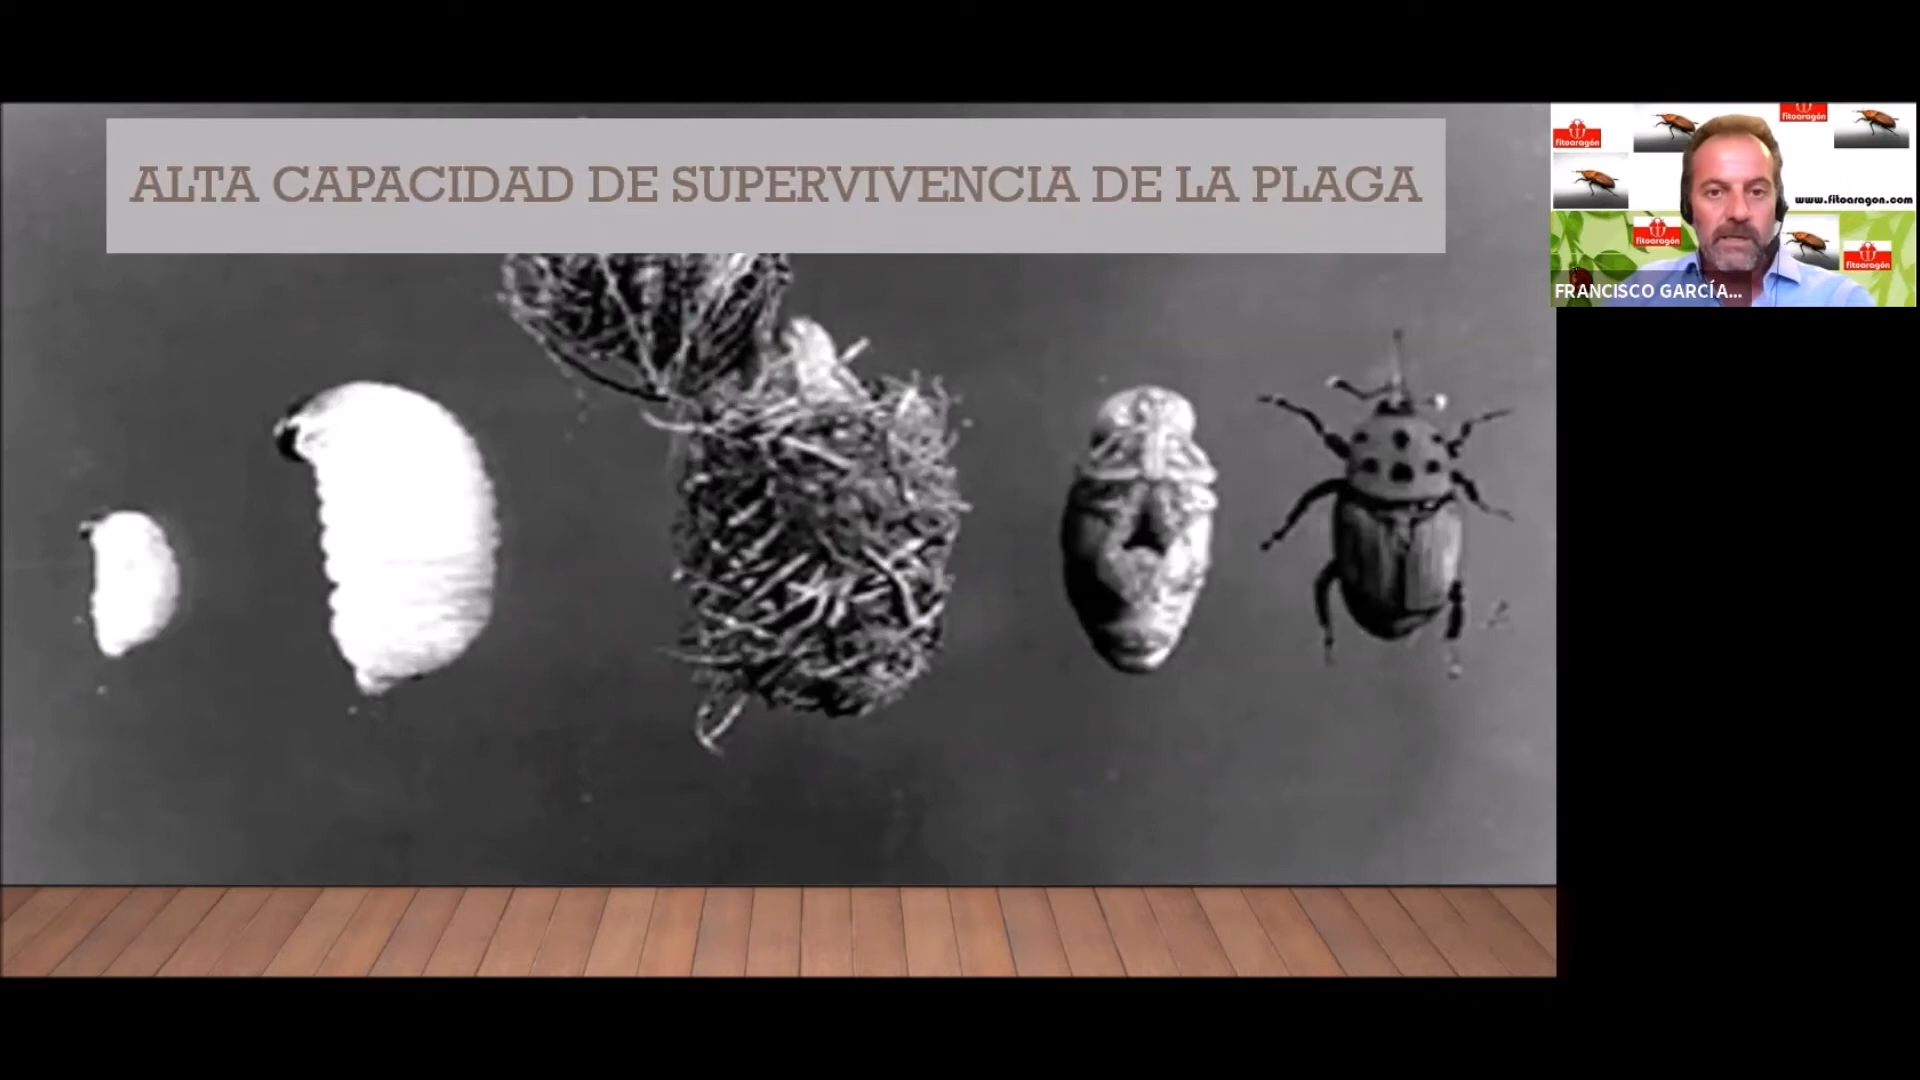 ALTA CAPACIDAD DE SUPERVIVENCIA DE LA PLAGA
fitoaragón
fitoaragón
www.fitoaragon.com
fitoaragón
fitoaragón
FRANCISCO GARCÍA...